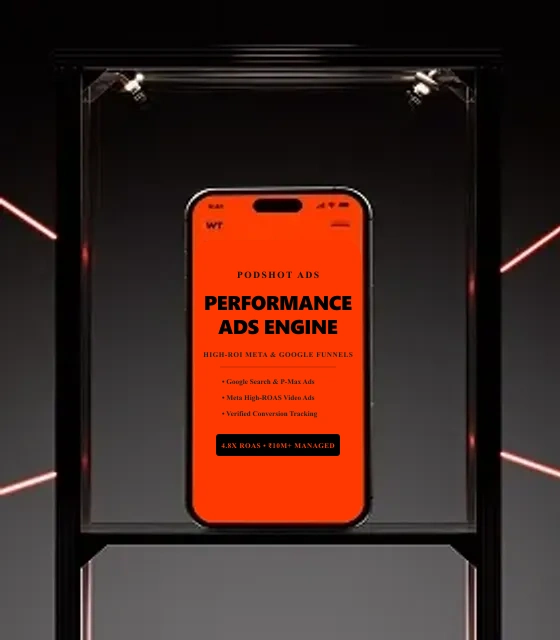 WT
PODSHOT ADS
PERFORMANCE
ADS ENGINE
HIGH-ROI META & GOOGLE FUNNELS
• Google Search & P-Max Ads
• Meta High-ROAS Video Ads
• Verified Conversion Tracking
4.8X ROAS • ₹10M+ MANAGED